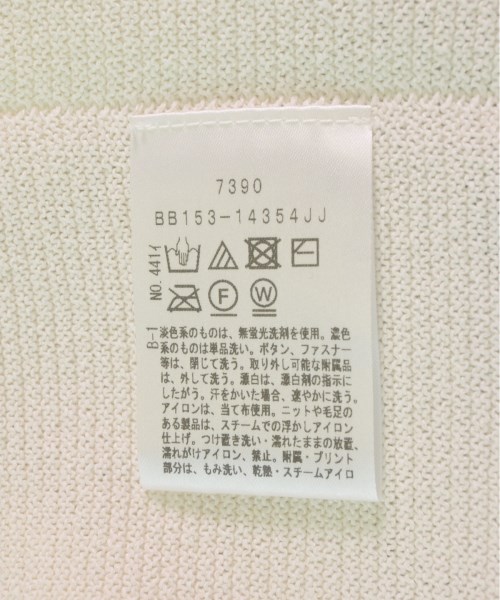 7390
BB153-14354JJ
NO.441イ
F
W
B-1
淡色系のものは、無蛍光洗剤を使用。濃色
系のものは単品洗い。ボタン、ファスナー
等は、閉じて洗う。取り外し可能な附属品
は、外して洗う。漂白は、漂白剤の指示に
したがう。汗をかいた場合、速やかに洗う。
アイロンは、当て布使用。ニットや毛足の
ある製品は、スチームでの浮かしアイロン
仕上げ。つけ置き洗い・濡れたままの放置、
濡れがけアイロン、禁止。附属・プリント
部分は、もみ洗い、乾燥・スチームアイロ